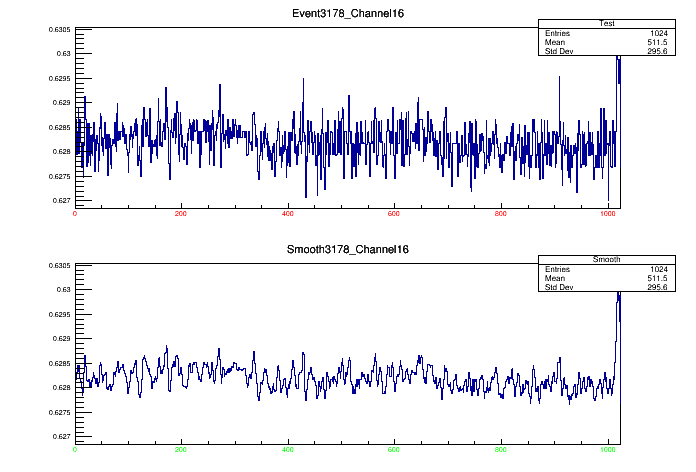 Event3178_Channel16
Test
Entries 1024
Mean 511.5
Std Dev 295.6
0.6305
0.63
0.6295
0.629
0.6285
0.628
0.6275
0.627
0 200 400 600 800 1000
Smooth3178_Channel16
Smooth
Entries 1024
Mean 511.5
Std Dev 295.6
0.6305
0.63
0.6295
0.629
0.6285
0.628
0.6275
0.627
0 200 400 600 800 1000